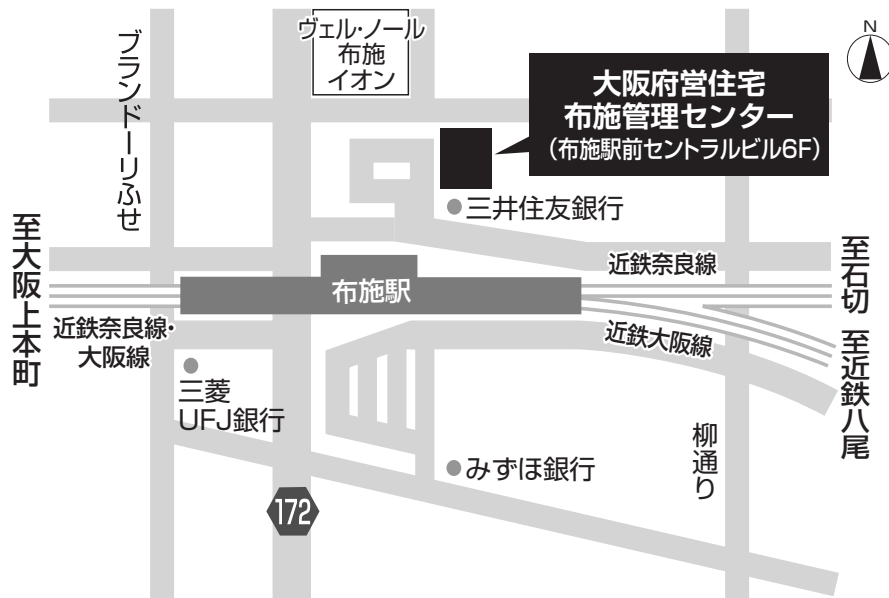 ヴェル・ノール
布施
イオン
N
大阪府営住宅
布施管理センター
(布施駅前セントラルビル6F)
ブランドーリふせ
三井住友銀行
至大阪上本町
近鉄奈良線
至石切
布施駅
近鉄奈良線・
大阪線
近鉄大阪線
至近鉄八尾
三菱
UFJ銀行
柳通り
みずほ銀行
172